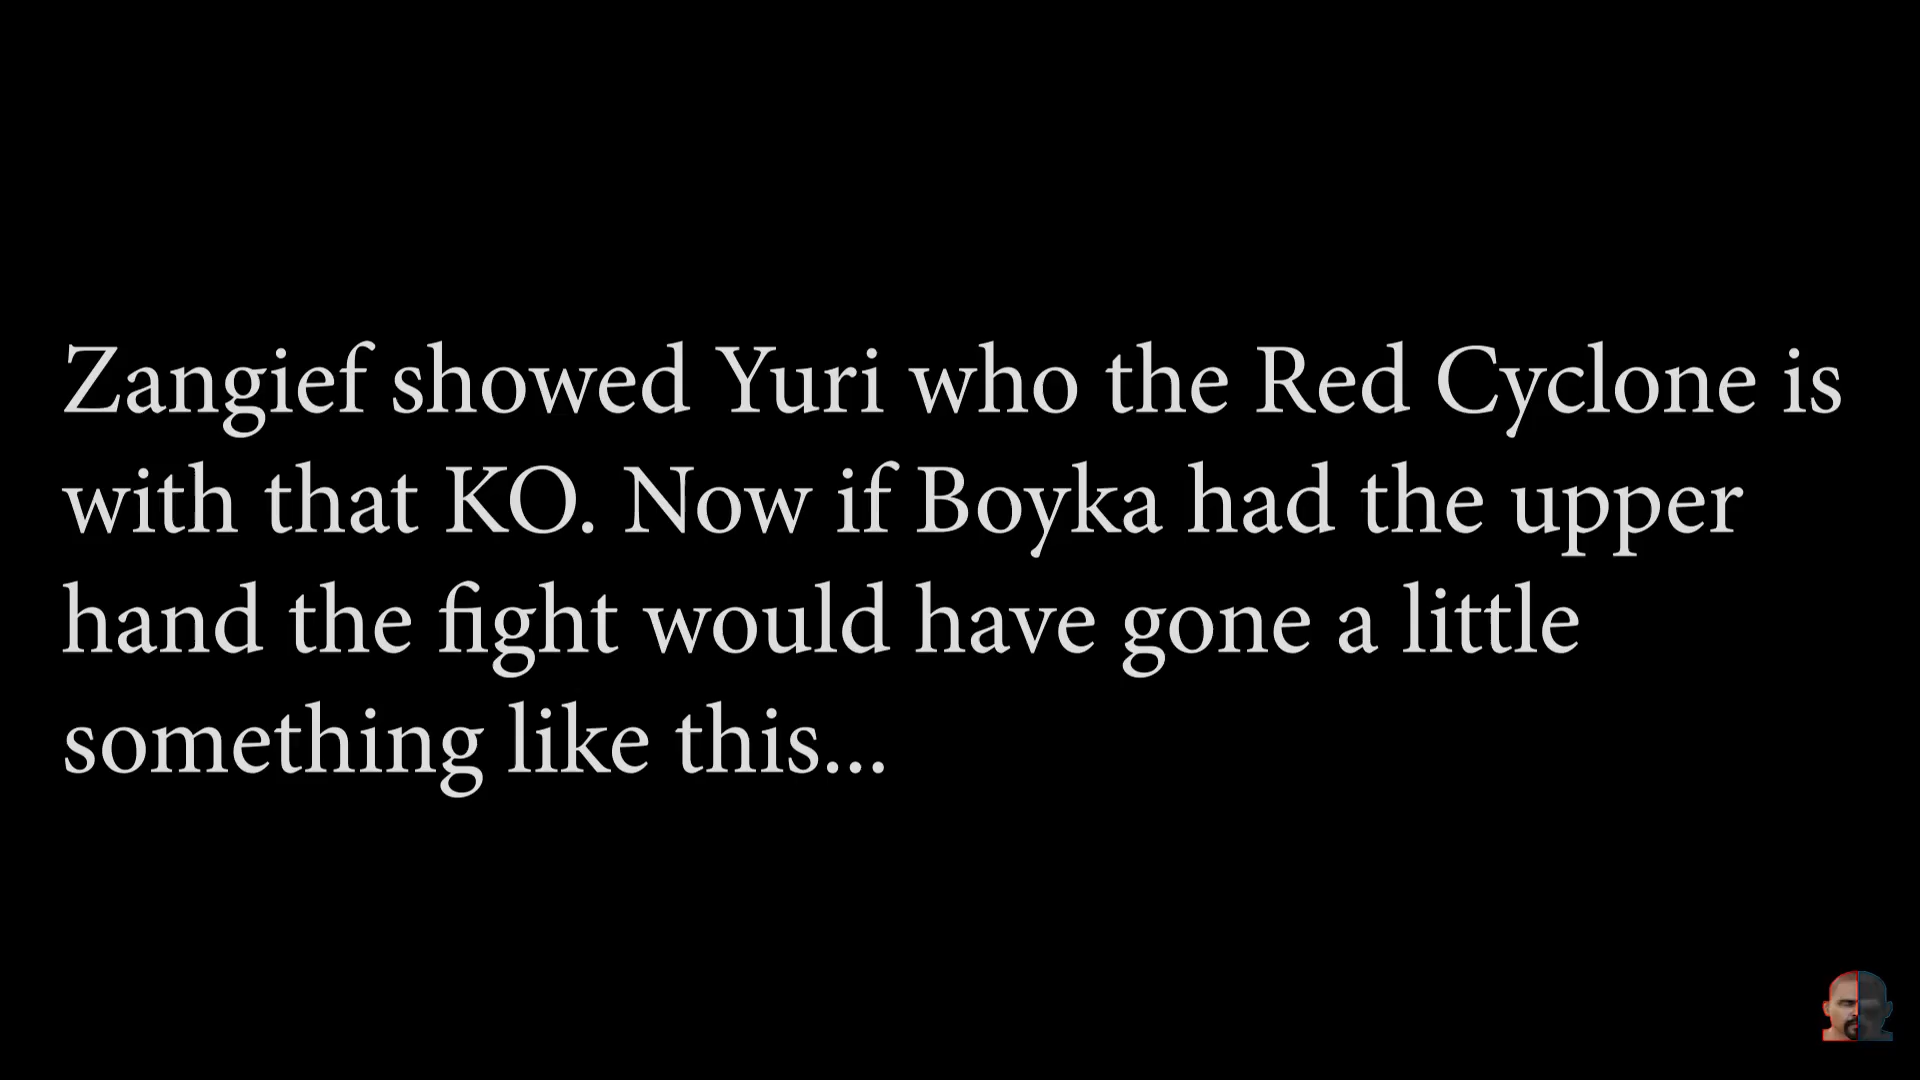 Zangief showed Yuri who the Red Cyclone is
with that KO. Now if Boyka had the upper
hand the fight would have gone a little
something like this...